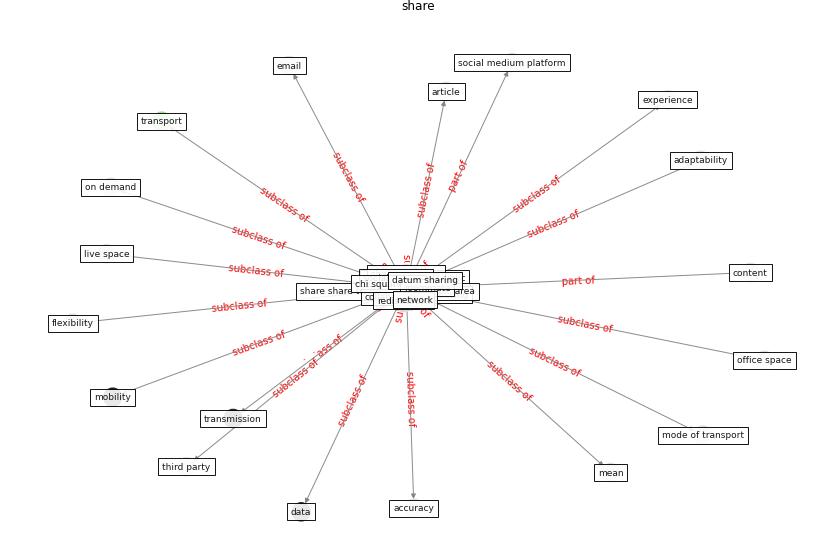 share
email
social medium platform
article
experience
transport
adaptability
on demand
live space
content
flexibility
office space
mobility
transmission
mode of transport
third party
mean
data
accuracy
datum sharing
chi squ
share share
area
network
subclass of
subclass of
part of
subclass of
subclass of
subclass of
subclass of
subclass of
part of
subclass of
subclass of
subclass of
subclass of
subclass of
subclass of
subclass of
subclass of
subclass of